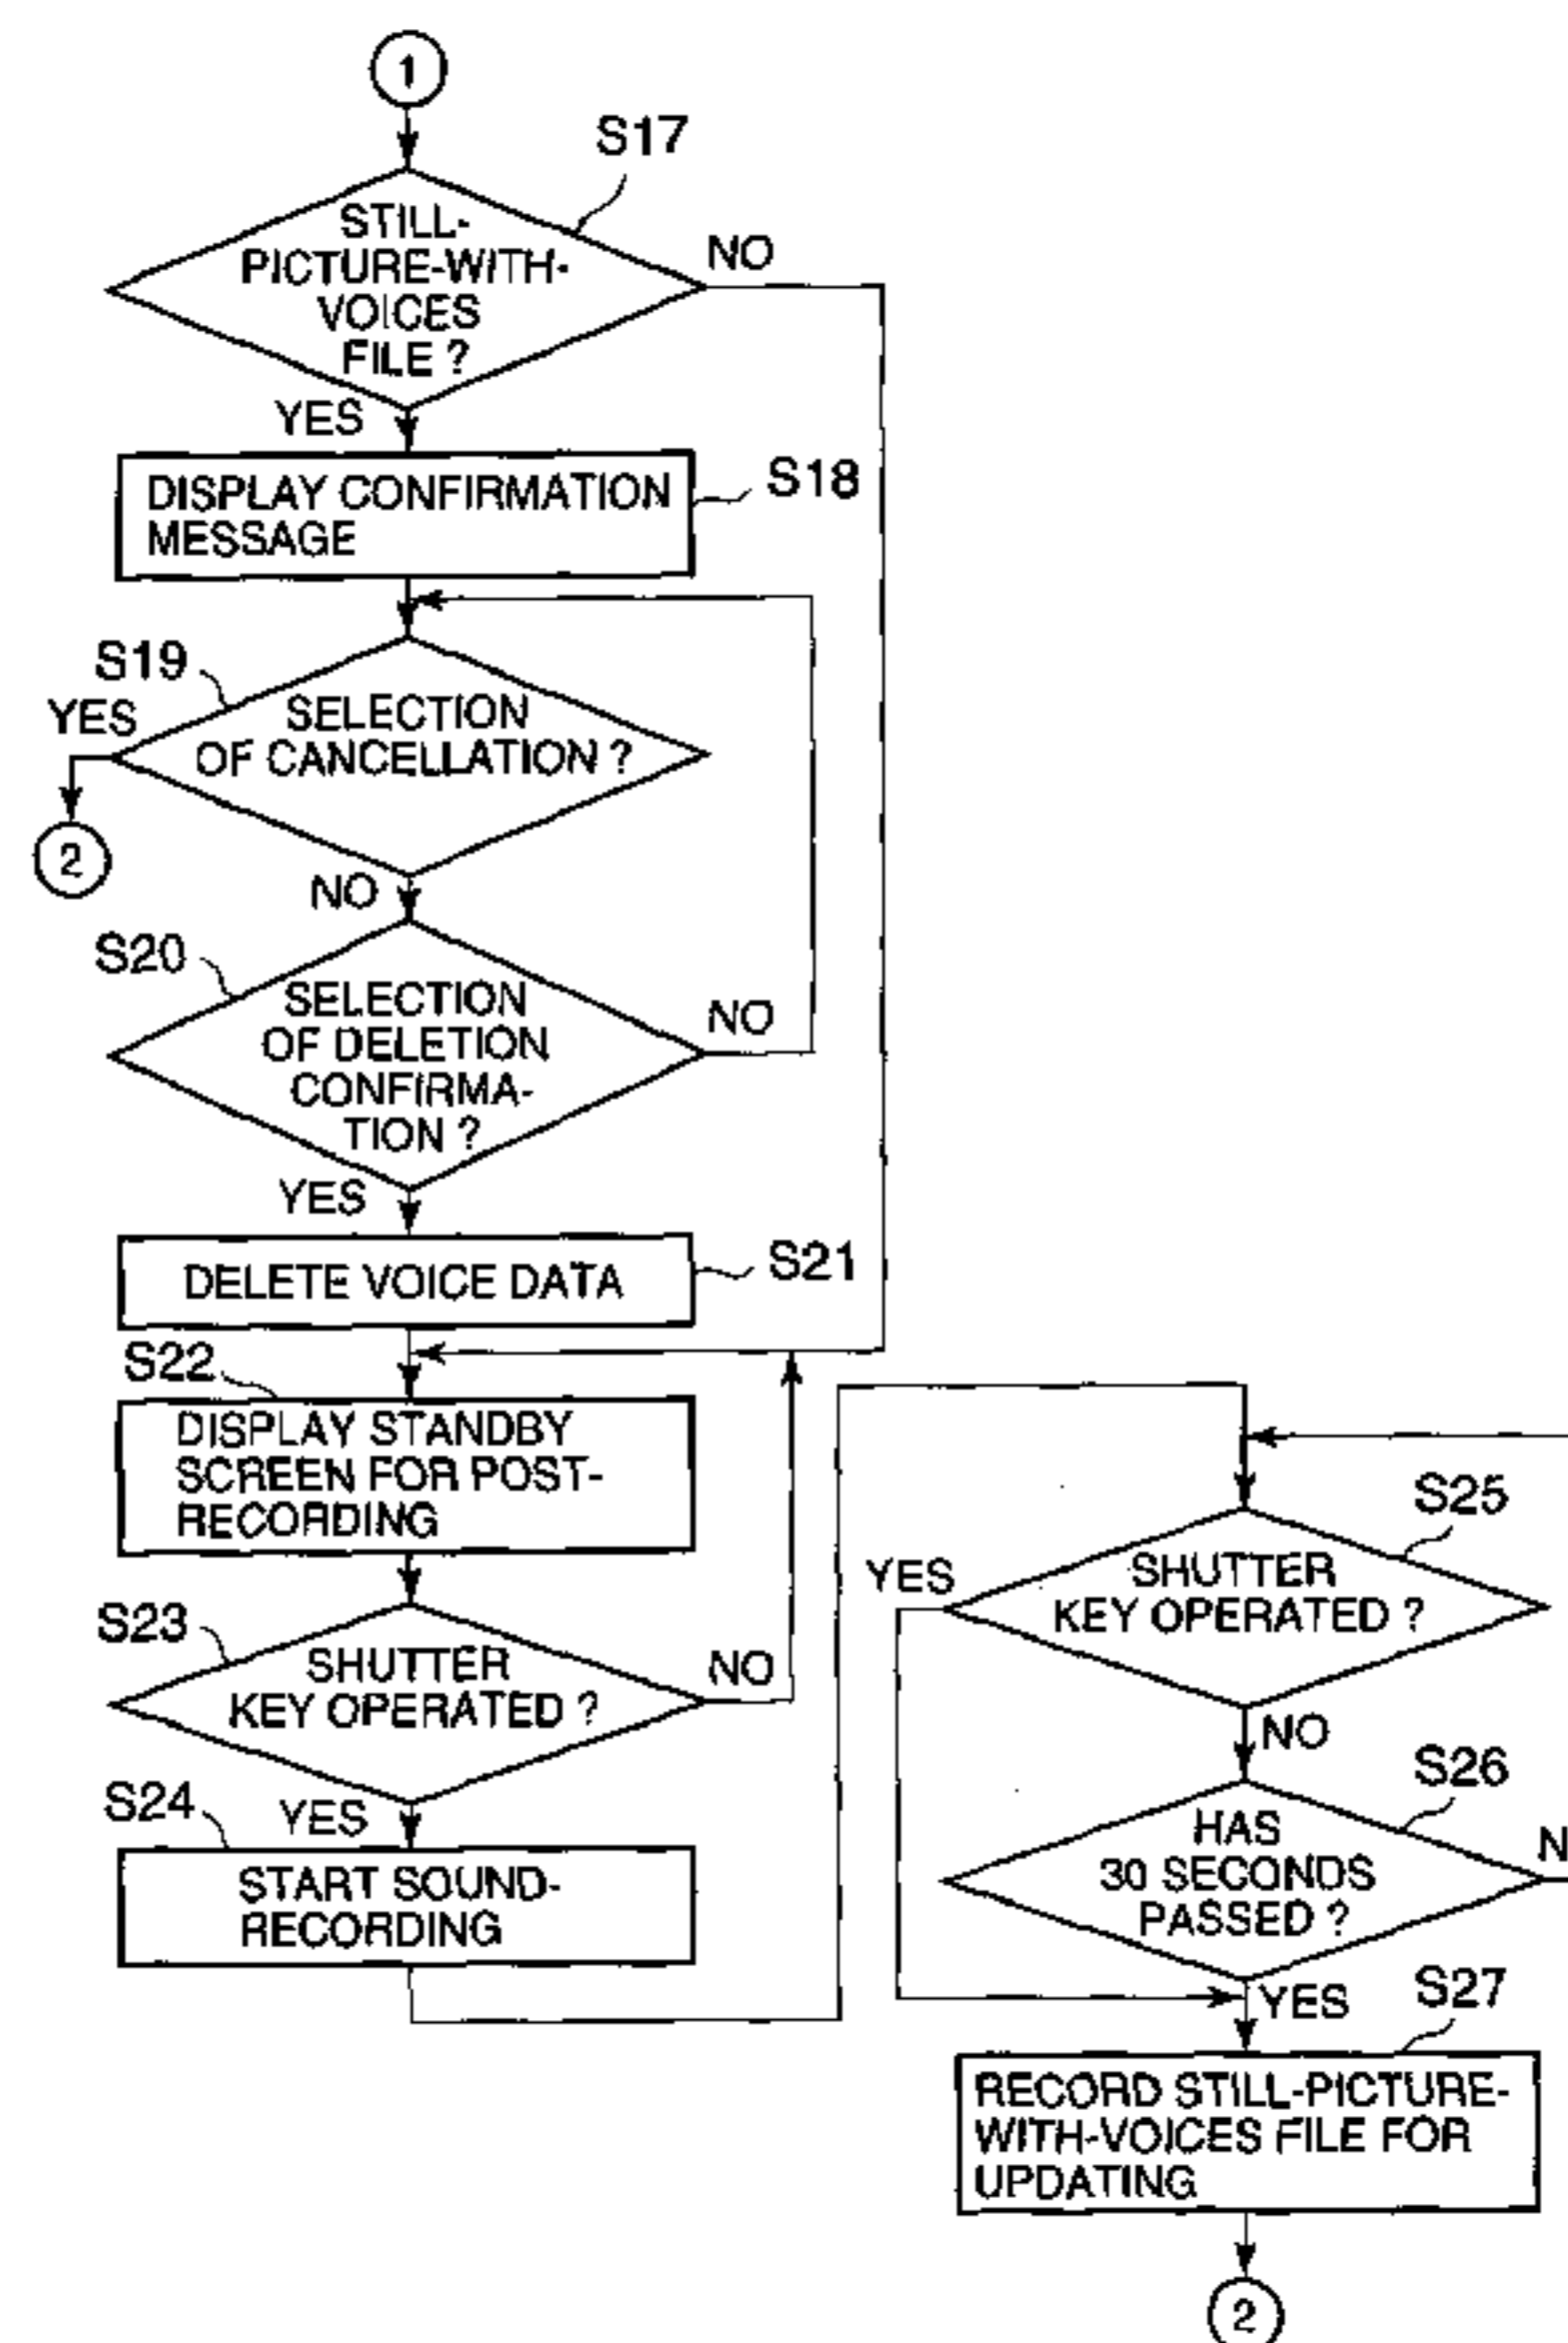 1
S17
STILL-
PICTURE-WITH-
VOICES
FILE ?
NO
YES
DISPLAY CONFIRMATION
MESSAGE
S18
S19
YES
SELECTION
OF CANCELLATION ?
2
NO
S20
SELECTION
OF DELETION
CONFIRMA-
TION ?
NO
YES
DELETE VOICE DATA
S21
S22
DISPLAY STANDBY
SCREEN FOR POST-
RECORDING
S23
SHUTTER
KEY OPERATED ?
NO
S24
YES
START SOUND-
RECORDING
S25
YES
SHUTTER
KEY OPERATED ?
NO
S26
HAS
30 SECONDS
PASSED ?
N
YES
S27
RECORD STILL-PICTURE-
WITH-VOICES FILE FOR
UPDATING
2